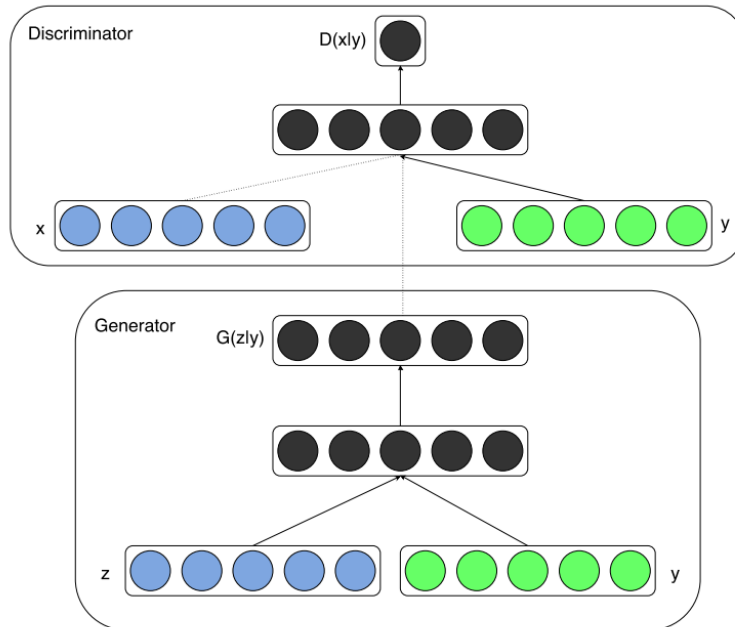 Discriminator
D(x|y)
x
y
Generator
G(z|y)
z
y